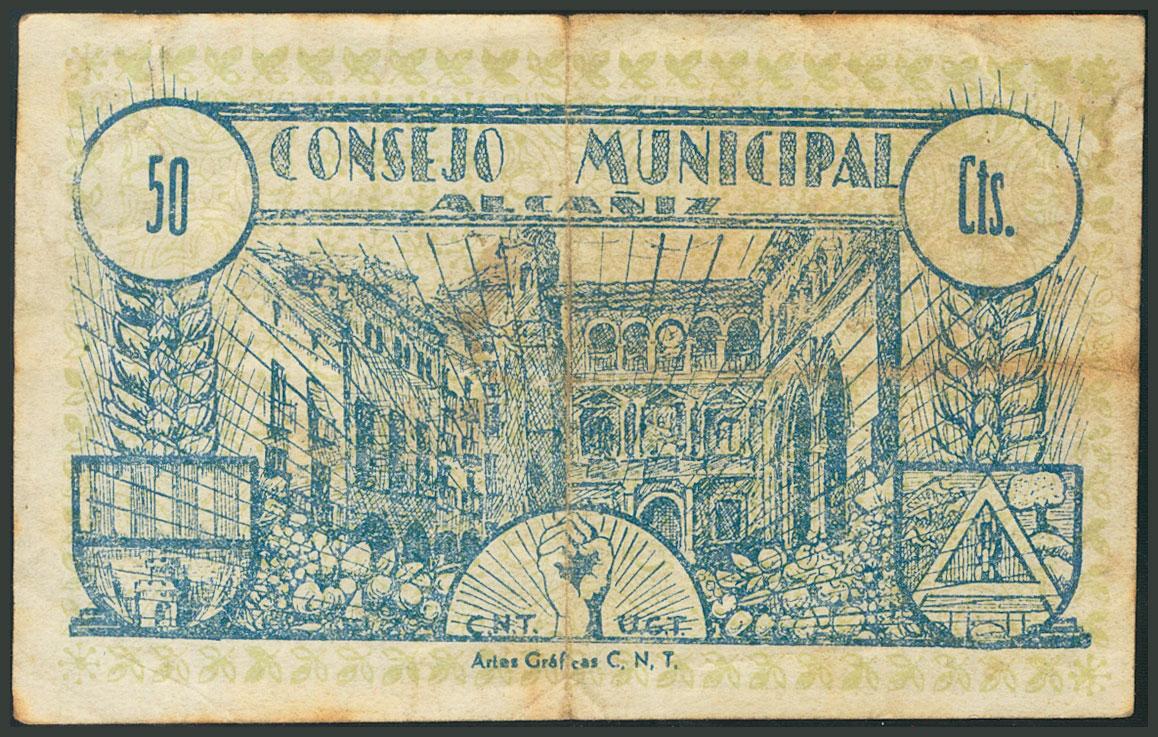 50
CONSEJO MUNICIPAL
Cts.
ALCAÑIZ
C.N.T. U.G.T.
Artes Gráficas C, N, T.